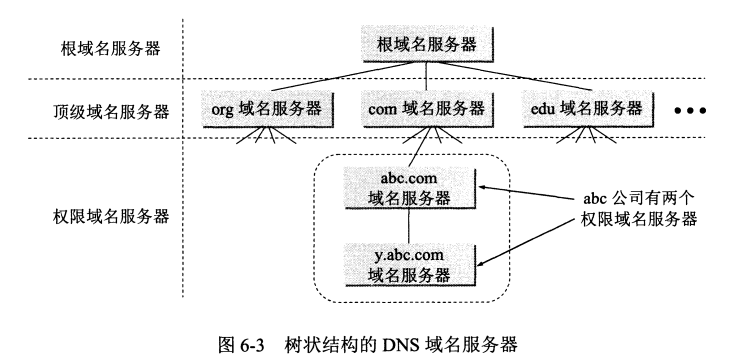 根域名服务器
根域名服务器
顶级域名服务器
org 域名服务器
com 域名服务器
edu 域名服务器
权限域名服务器
abc.com
域名服务器
y.abc.com
域名服务器
abc 公司有两个
权限域名服务器
图 6-3 树状结构的 DNS 域名服务器